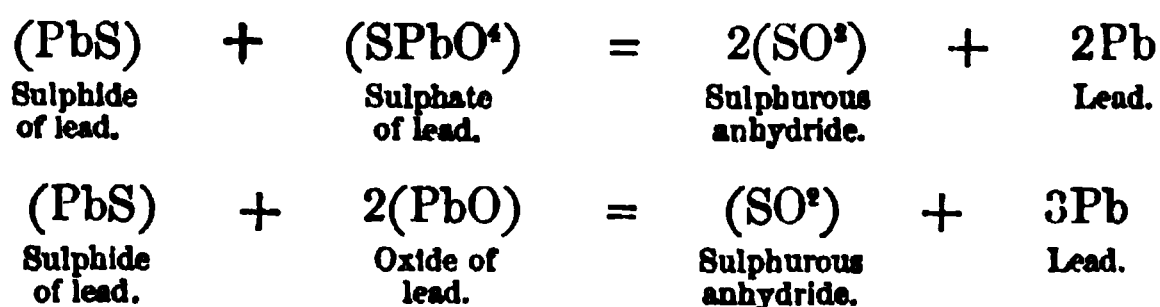 (PbS) + (SPbO⁴) = 2(SO²) + 2Pb
Sulphide Sulphate Sulphurous Lead.
of lead. of lead. anhydride.
(PbS) + 2(PbO) = (SO²) + 3Pb
Sulphide Oxide of Sulphurous Lead.
of lead. lead. anhydride.